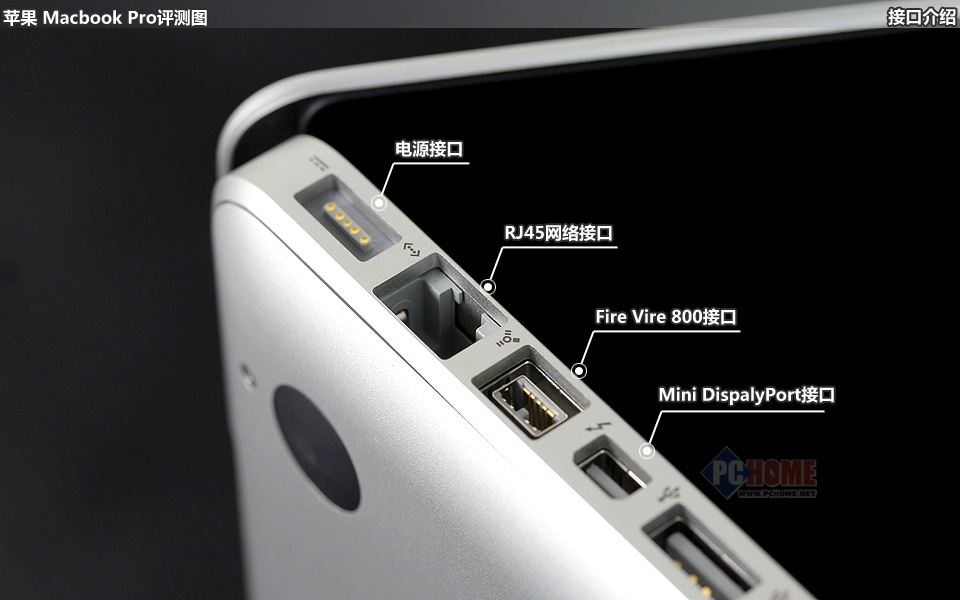 苹果 Macbook Pro评测图
接口介绍
电源接口
RJ45网络接口
Fire Vire 800接口
Mini DispalyPort接口
PCHOME
WWW.PCHOME.NET